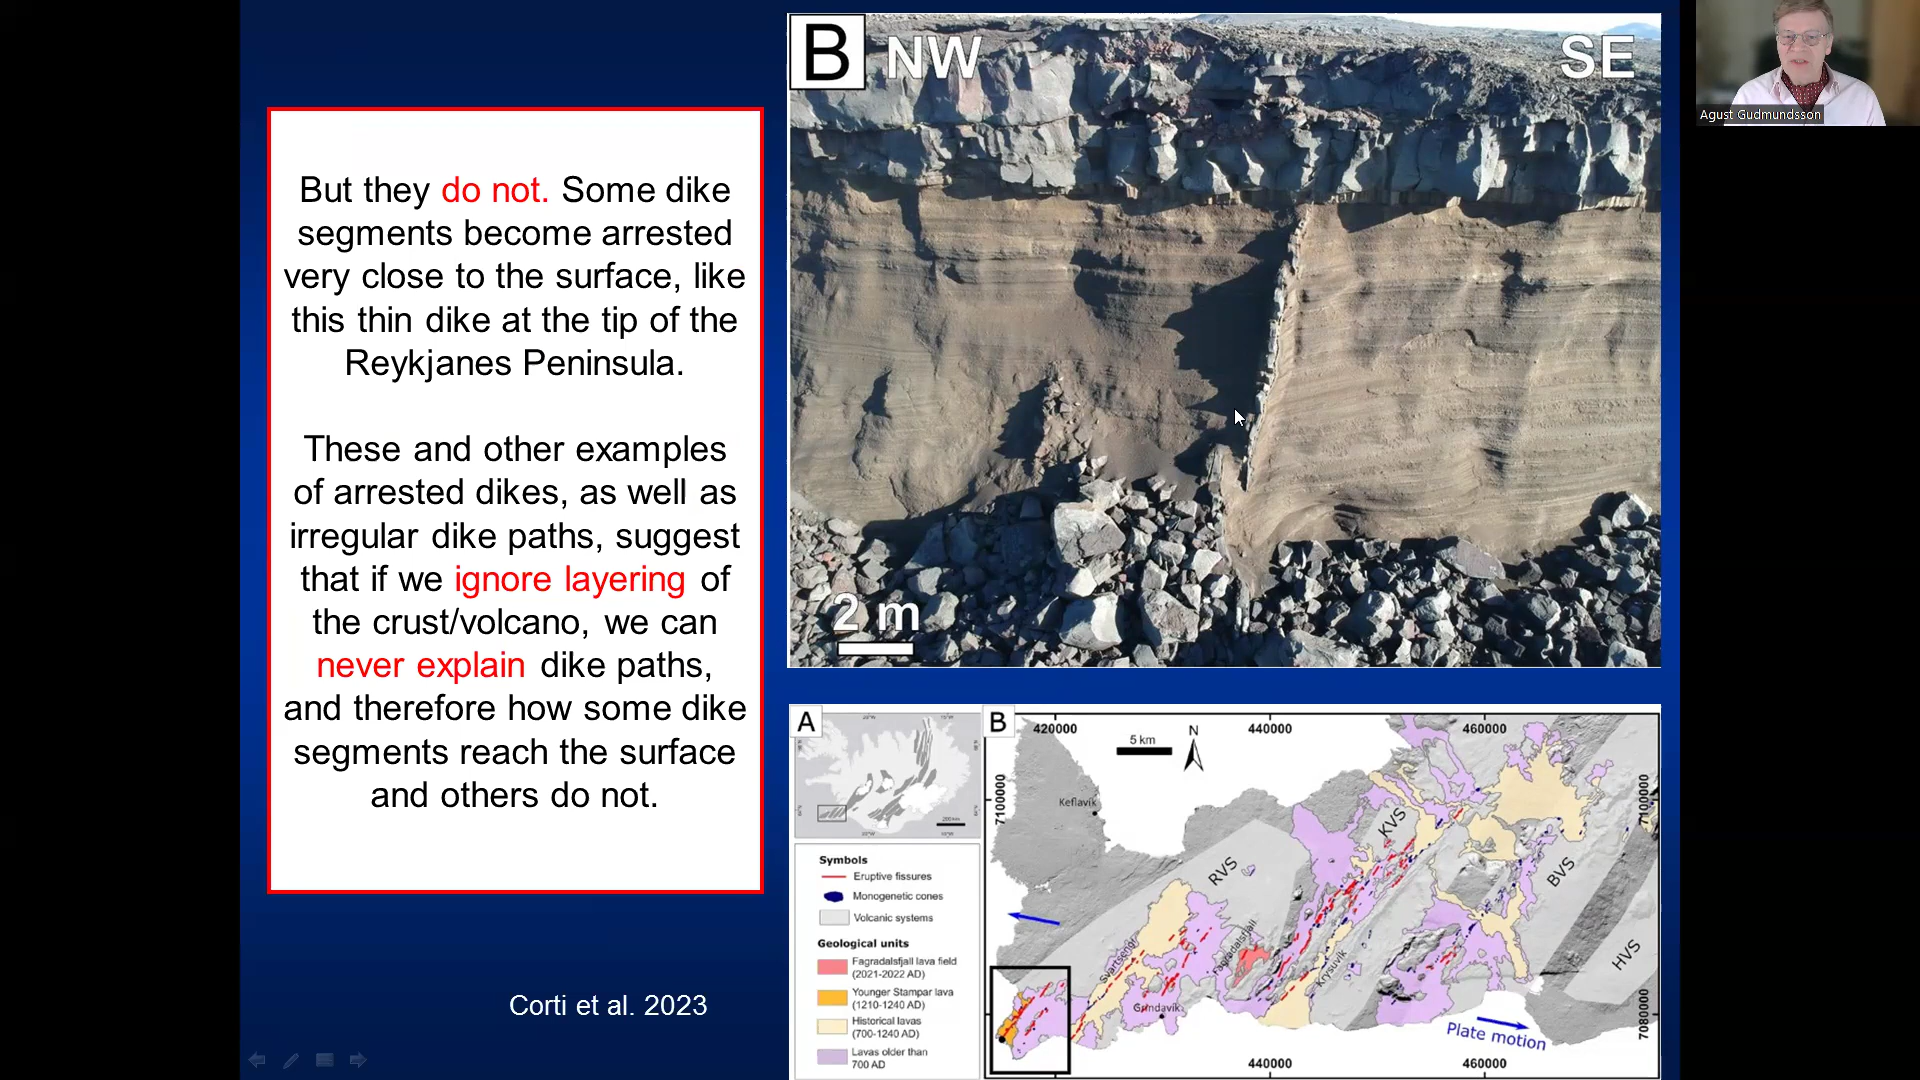 But they do not. Some dike
segments become arrested
very close to the surface, like
this thin dike at the tip of the
Reykjanes Peninsula.
These and other examples
of arrested dikes, as well as
irregular dike paths, suggest
that if we ignore layering of
the crust/volcano, we can
never explain dike paths,
and therefore how some dike
segments reach the surface
and others do not.
Corti et al. 2023
B NW SE
2 m
Agust Gudmundsson
A
200 km
Symbols
Eruptive fissures
Monogenetic cones
Volcanic systems
Geological units
Fagradalsfjall lava field
(2021-2022 AD)
Younger Stampar lava
(1210-1240 AD)
Historical lavas
(700-1240 AD)
Lavas older than
700 AD
B
420000 440000 460000
5 km
N
7100000
7100000
Keflavík
KVS
RVS
BVS
HVS
Svartsengi
Fagradalsfjall
Krysuvik
Grindavík
Plate motion
7080000
440000 460000